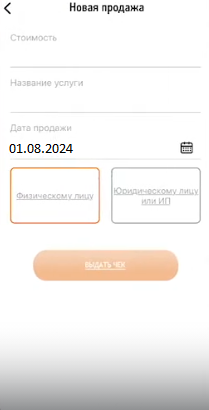 Новая продажа
Стоимость
Название услуги
Дата продажи
01.08.2024
Физическому лицу
Юридическому лицу
или ИП
ВЫДАТЬ ЧЕК